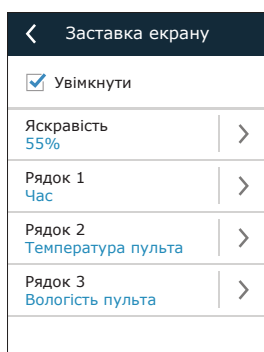 Заставка екрану
Увімкнути
Яскравість
55%
Рядок 1
Час
Рядок 2
Температура пульта
Рядок 3
Вологість пульта